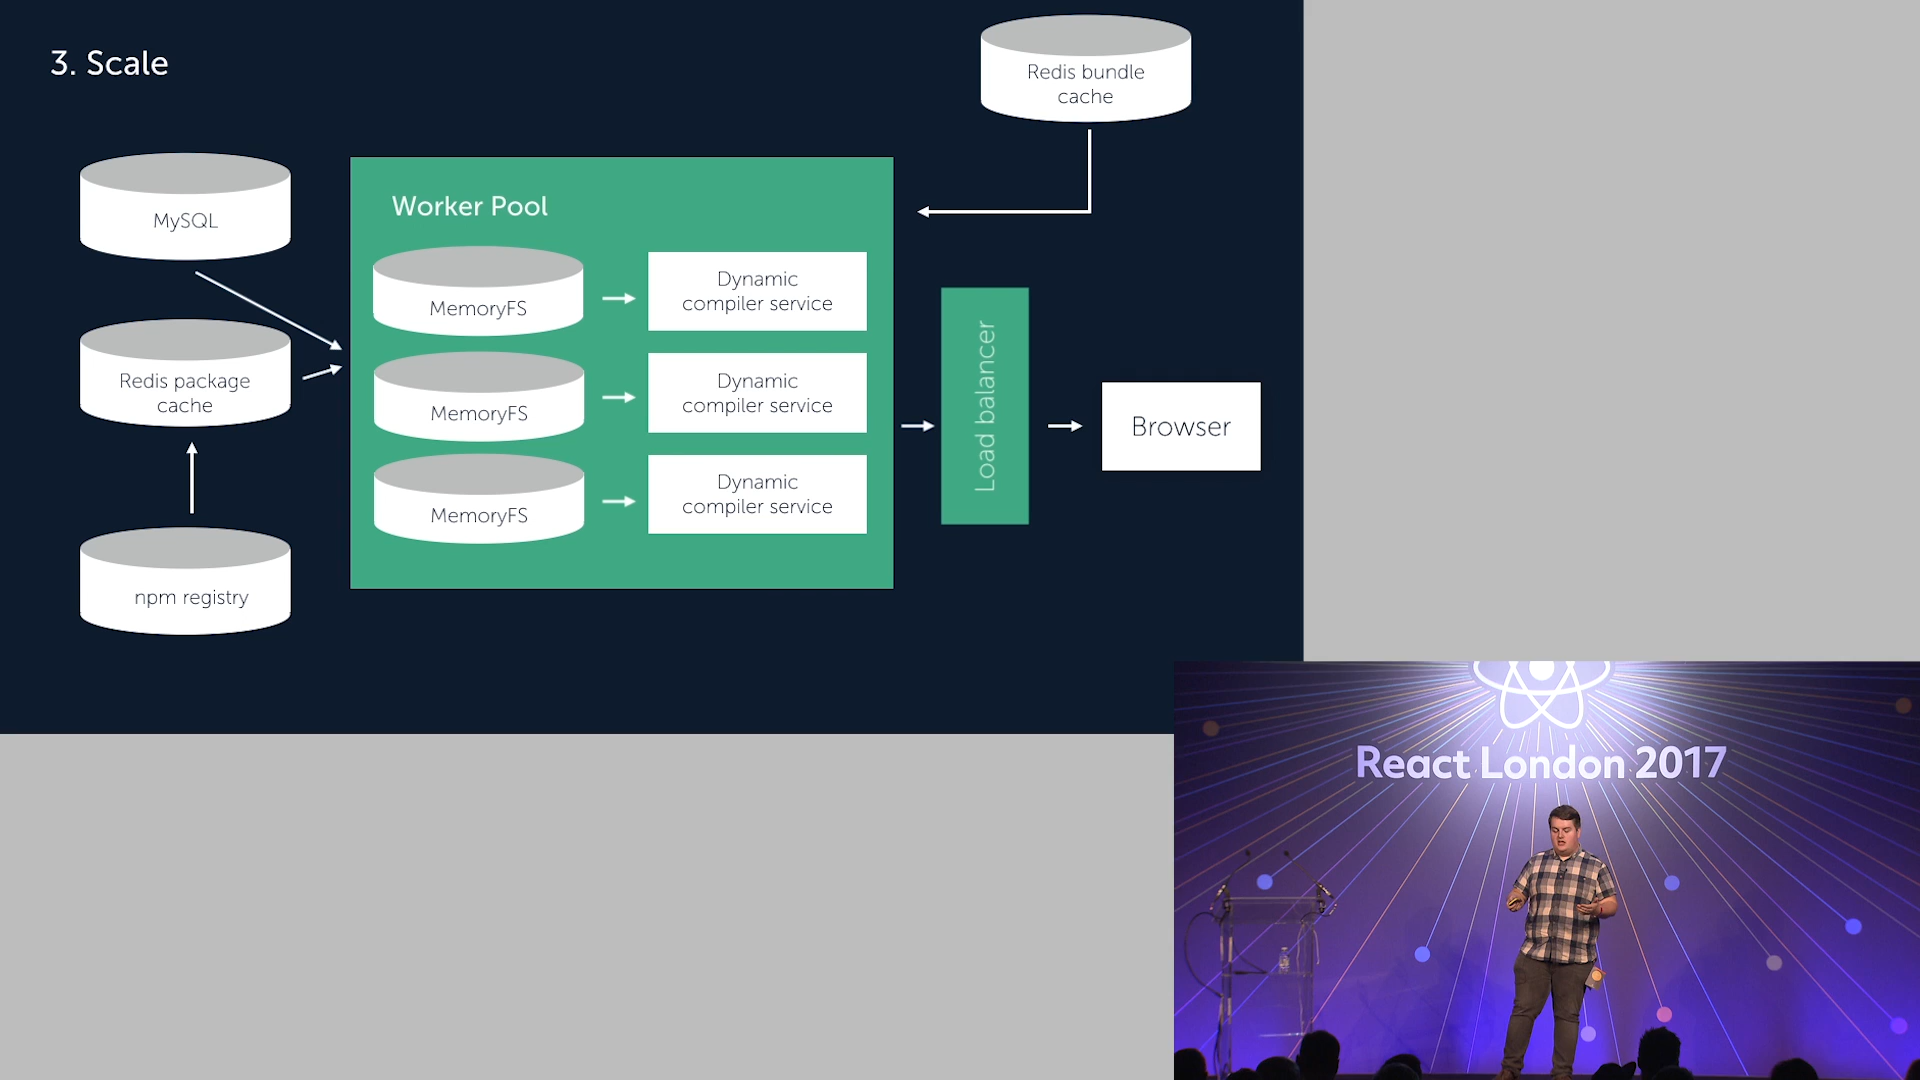 3. Scale
Redis bundle
cache
MySQL
Worker Pool
MemoryFS
Dynamic
compiler service
Redis package
cache
MemoryFS
Dynamic
compiler service
Load balancer
Browser
MemoryFS
Dynamic
compiler service
npm registry
React London 2017